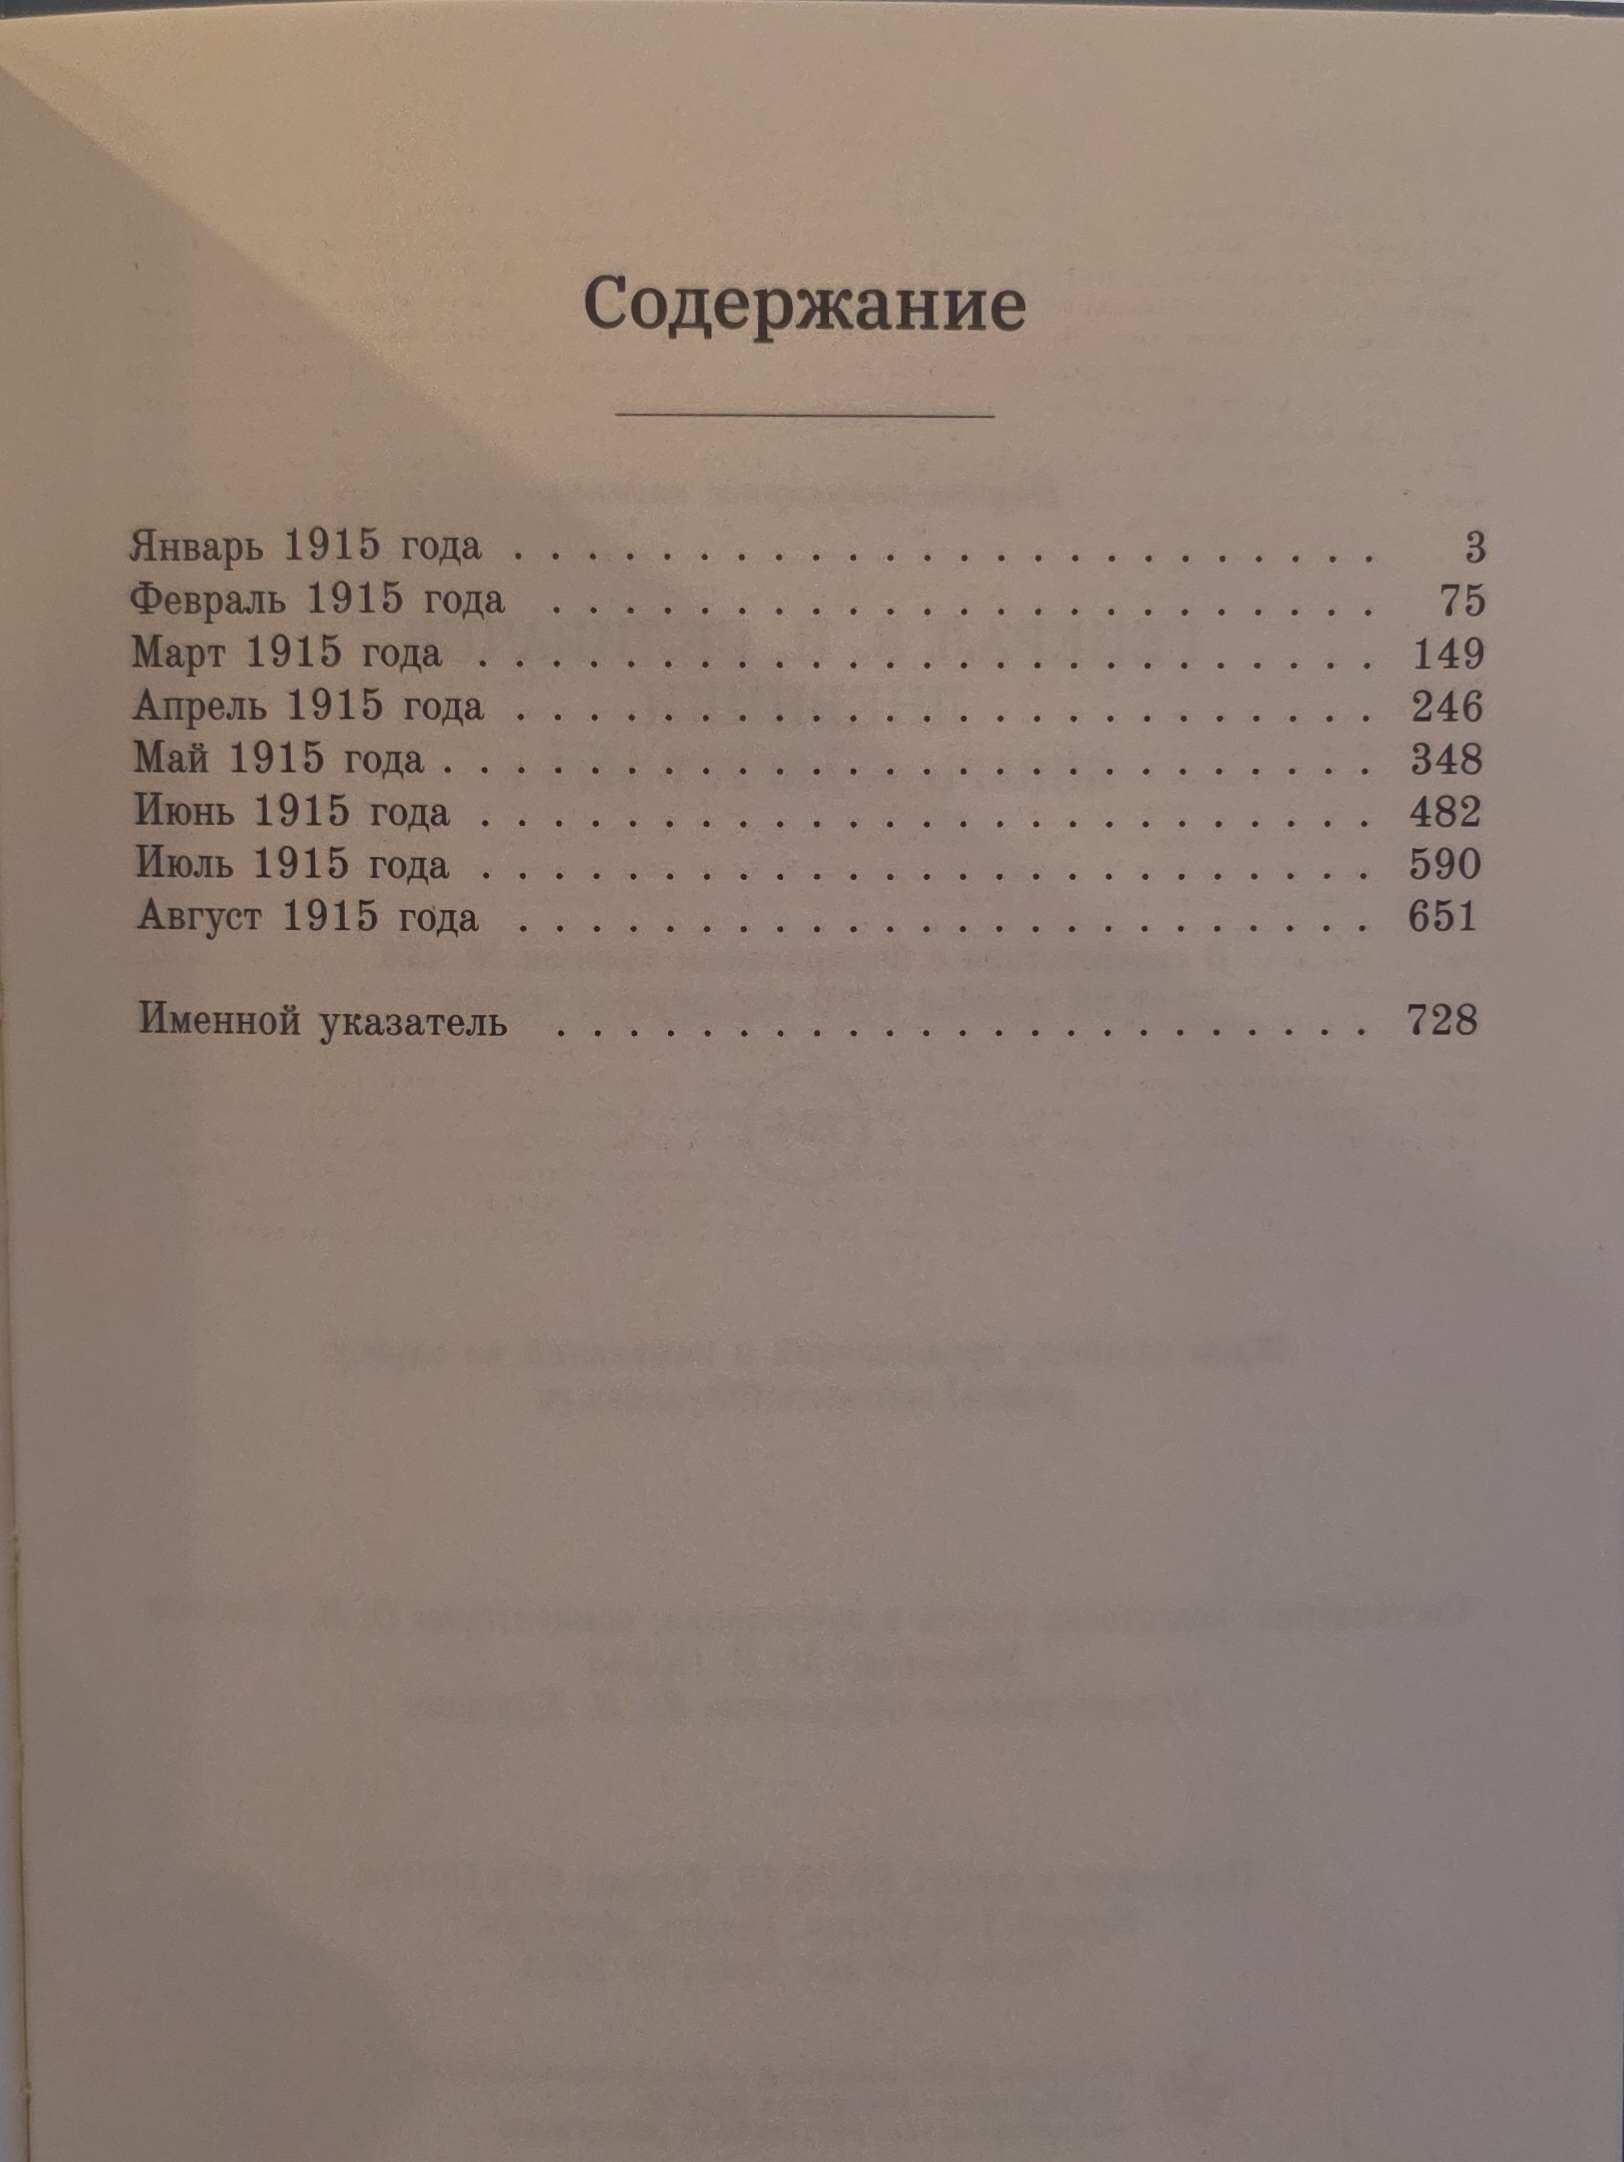 Содержание
Январь 1915 года . . . . . . . . . . . . . . . . . . . . . . . . 3
Февраль 1915 года . . . . . . . . . . . . . . . . . . . . . . . 75
Март 1915 года . . . . . . . . . . . . . . . . . . . . . . . . . 149
Апрель 1915 года . . . . . . . . . . . . . . . . . . . . . . . . 246
Май 1915 года . . . . . . . . . . . . . . . . . . . . . . . . . . 348
Июнь 1915 года . . . . . . . . . . . . . . . . . . . . . . . . . 482
Июль 1915 года . . . . . . . . . . . . . . . . . . . . . . . . . 590
Август 1915 года . . . . . . . . . . . . . . . . . . . . . . . . 651
Именной указатель . . . . . . . . . . . . . . . . . . . . . . . 728